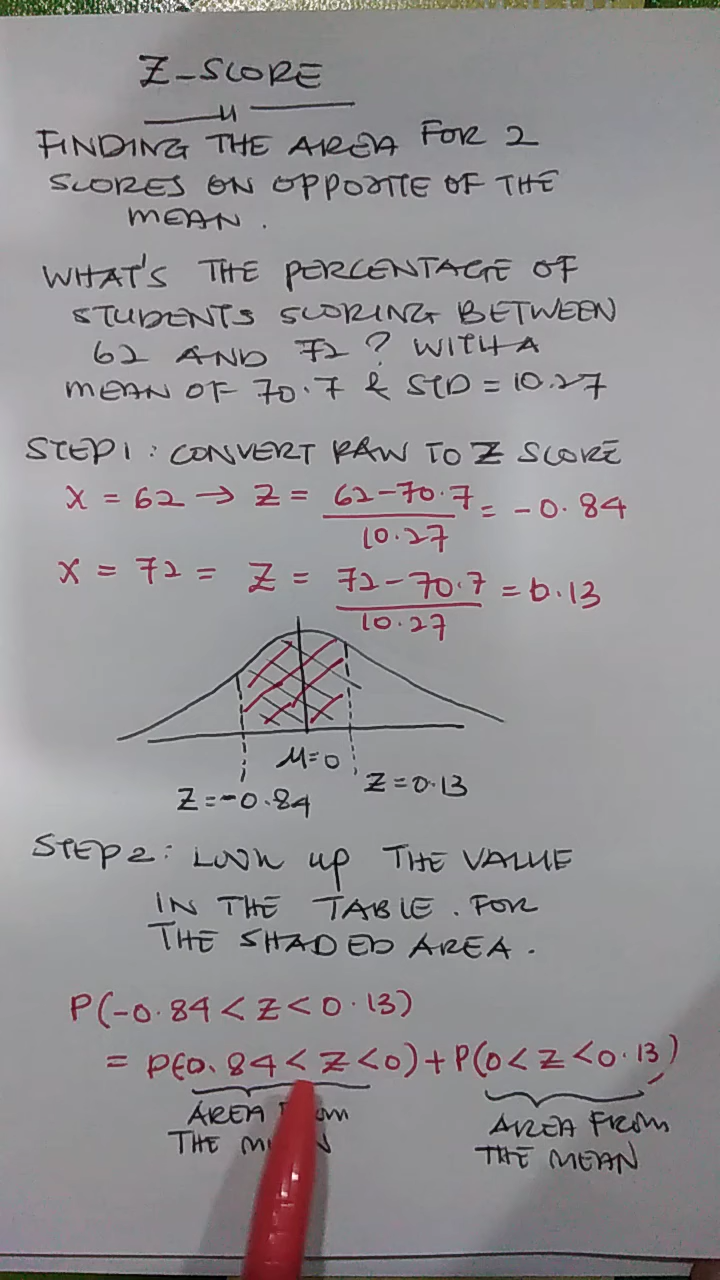 Z-SCORE
FINDING THE AREA FOR 2
SCORES ON OPPOSITE OF THE
MEAN.
WHAT'S THE PERCENTAGE OF
STUDENTS SCORING BETWEEN
62 AND 72? WITH A
MEAN OF 70.7 & STD = 10.27
STEP1: CONVERT RAW TO Z SCORE
X = 62 → Z = 62-70.7 / 10.27 = -0.84
X = 72 = Z = 72-70.7 / 10.27 = 0.13
μ=0
Z=-0.84
Z=0.13
STEP2: LOOK UP THE VALUE
IN THE TABLE. FOR
THE SHADED AREA.
P(-0.84<Z<0.13)
= P(-0.84<Z<0)+P(0<Z<0.13)
AREA
THE
AREA FROM
THE MEAN